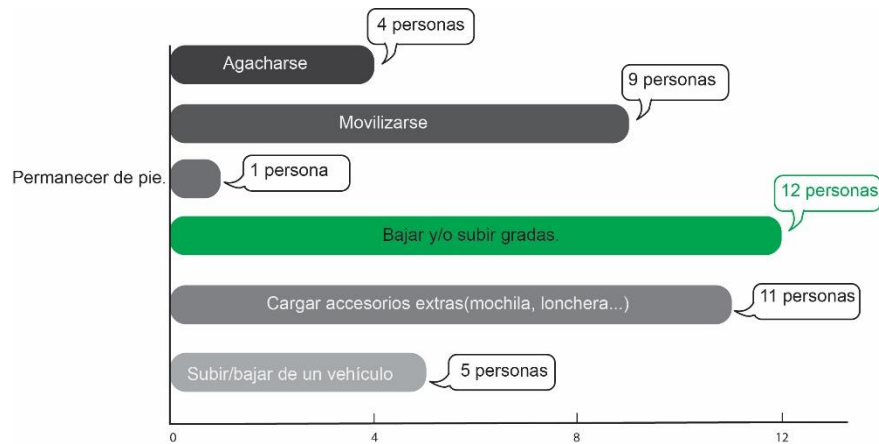 4 personas
Agacharse
9 personas
Movilizarse
1 persona
Permanecer de pie.
12 personas
Bajar y/o subir gradas.
Cargar accesorios extras(mochila, lonchera...)
11 personas
Subir/bajar de un vehículo
5 personas
0 4 8 12